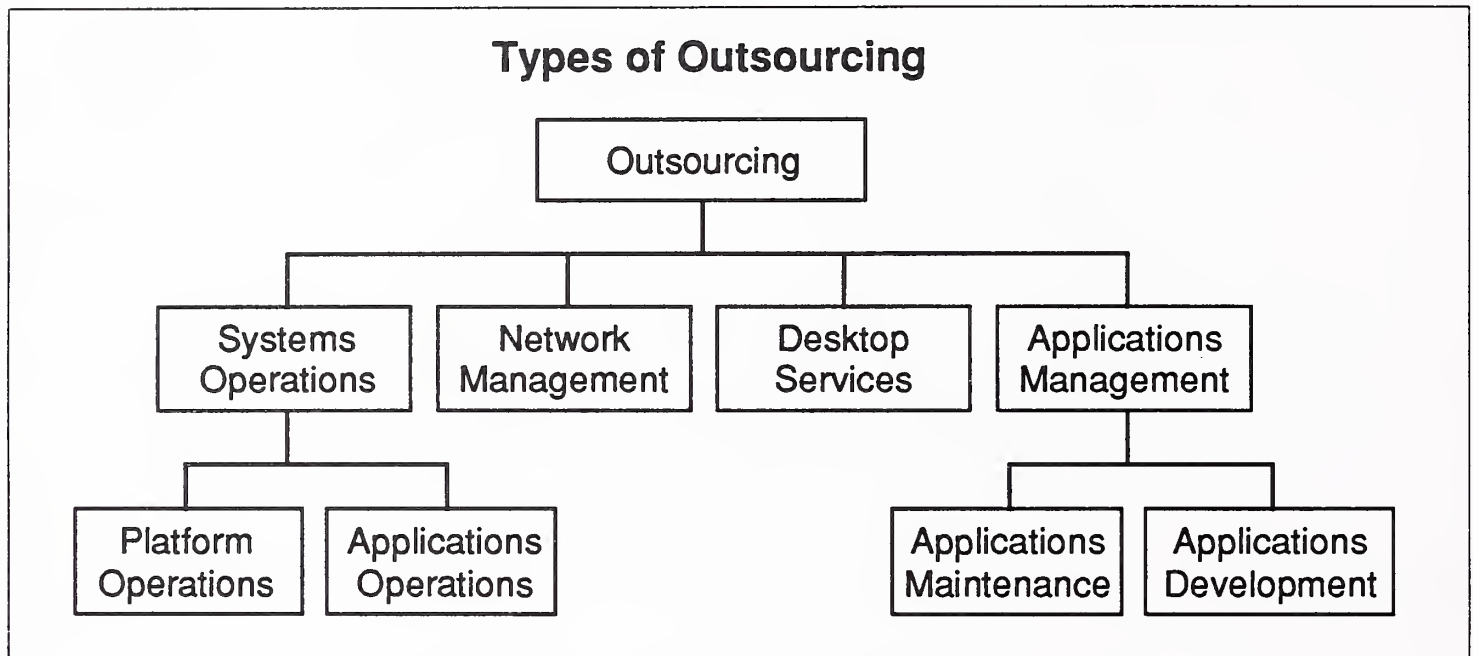 Types of Outsourcing
Outsourcing
Systems
Operations
Network
Management
Desktop
Services
Applications
Management
Platform
Operations
Applications
Operations
Applications
Maintenance
Applications
Development